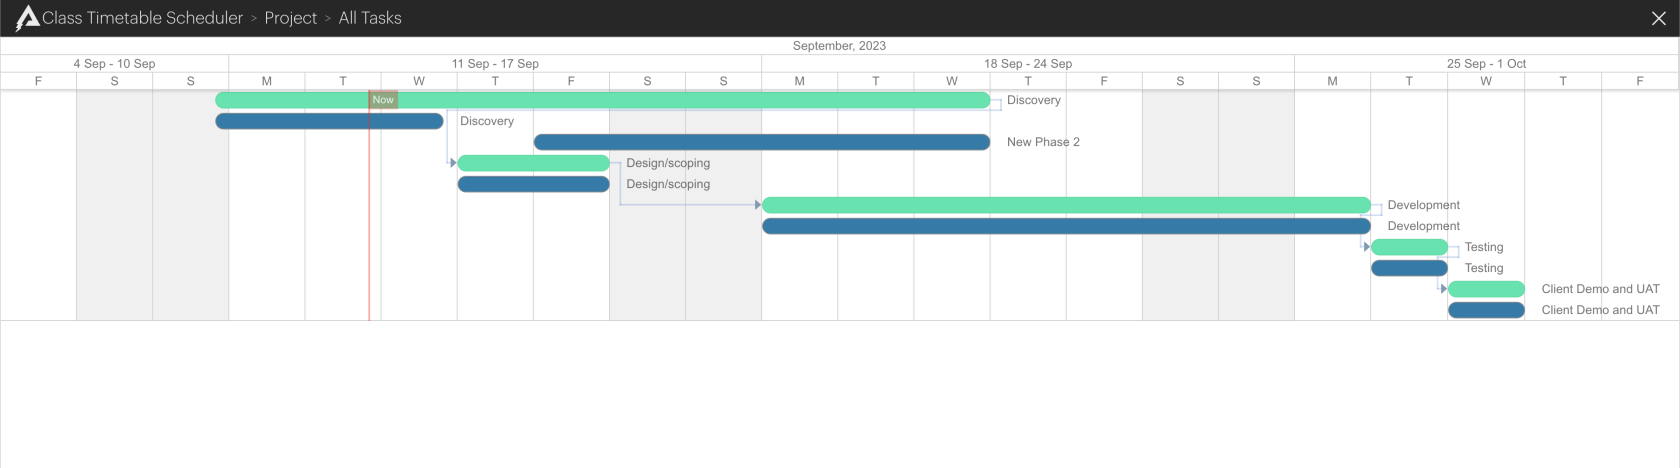 Class Timetable Scheduler > Project > All Tasks
September, 2023
4 Sep - 10 Sep 11 Sep - 17 Sep 18 Sep - 24 Sep 25 Sep - 1 Oct
F S S M T W T F S S M T W T F S S M T W T F
Now Discovery
Discovery
New Phase 2
Design/scoping
Design/scoping
Development
Development
Testing
Testing
Client Demo and UAT
Client Demo and UAT